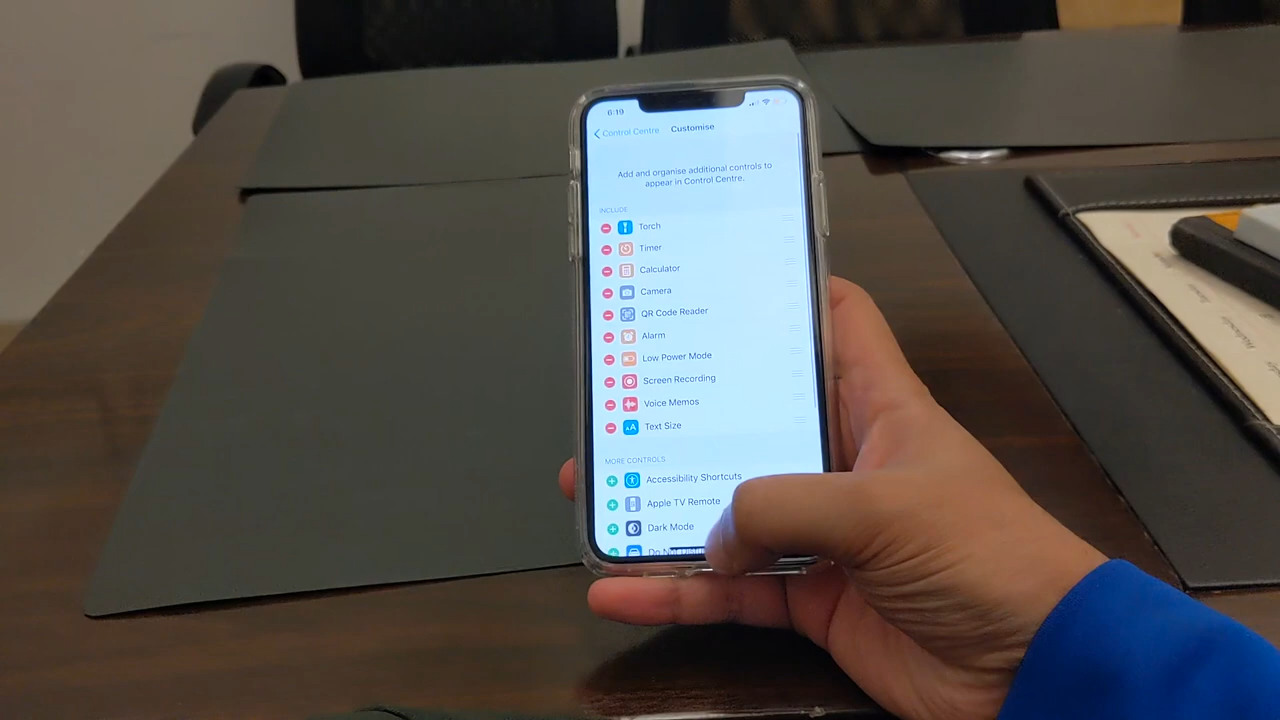 6:19
Control Centre Customise
Add and organise additional controls to
appear in Control Centre.
INCLUDE
Torch
Timer
Calculator
Camera
QR Code Reader
Alarm
Low Power Mode
Screen Recording
Voice Memos
AA Text Size
MORE CONTROLS
Accessibility Shortcuts
Apple TV Remote
Dark Mode
Do